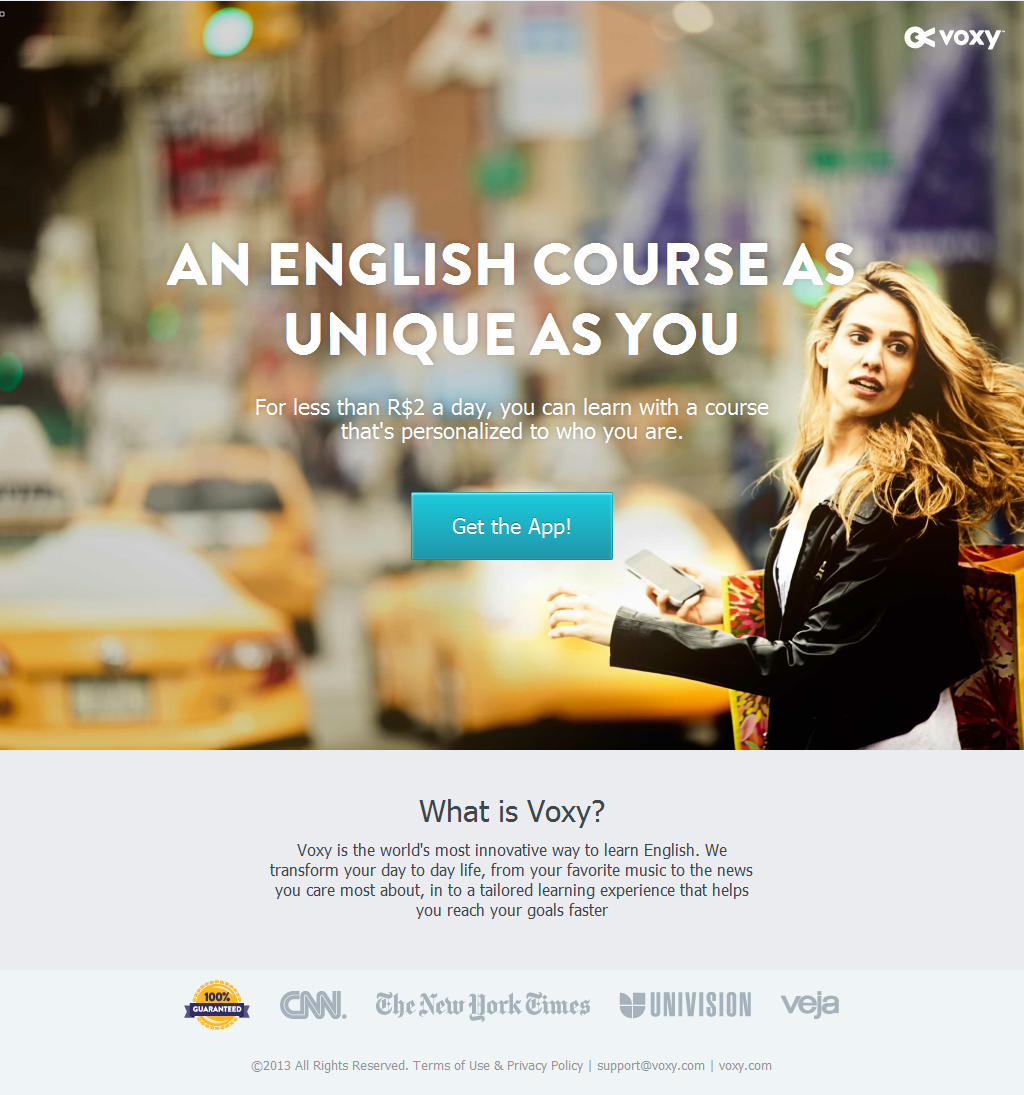 voxy
AN ENGLISH COURSE AS
UNIQUE AS YOU
For less than R$2 a day, you can learn with a course
that's personalized to who you are.
Get the App!
What is Voxy?
Voxy is the world's most innovative way to learn English. We
transform your day to day life, from your favorite music to the news
you care most about, in to a tailored learning experience that helps
you reach your goals faster
100%
GUARANTEED
CNN.
The New York Times
UNIVISION
veja
©2013 All Rights Reserved. Terms of Use & Privacy Policy | support@voxy.com | voxy.com